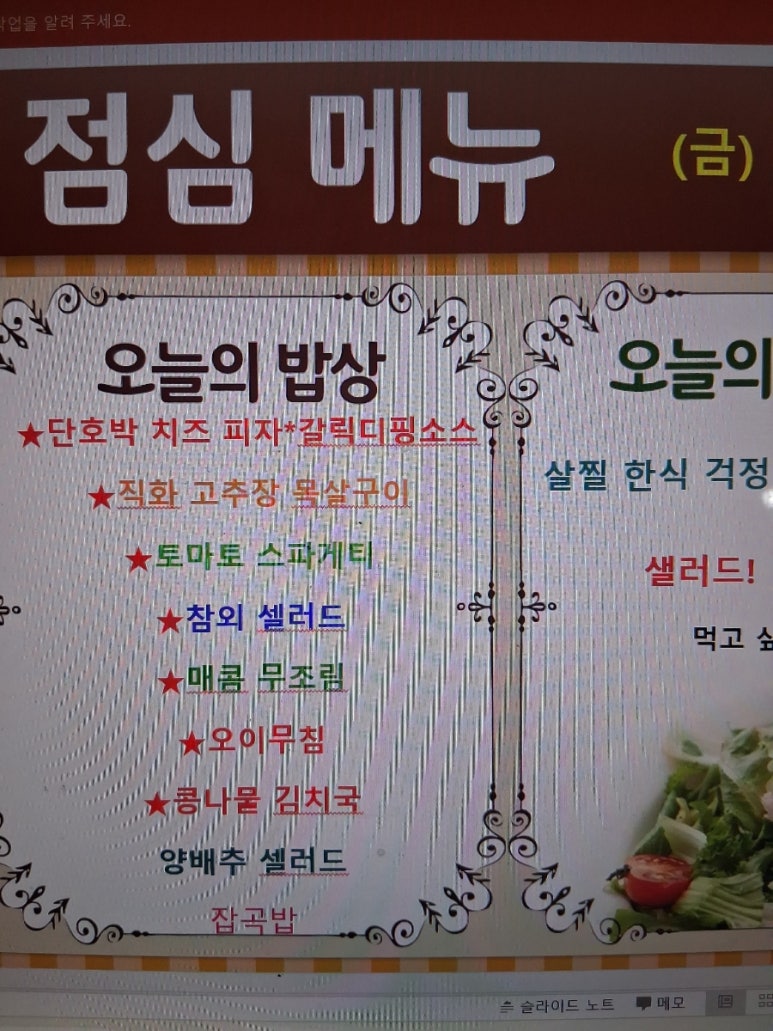 작업을 알려 주세요.
점심 메뉴
(금)
오늘의 밥상
★단호박 치즈 피자*갈릭디핑소스
★직화 고추장 목살구이
★토마토 스파게티
★참외 셀러드
★매콤 무조림
★오이무침
★콩나물 김치국
양배추 셀러드
잡곡밥
오늘의
살찔 한식 걱정
샐러드!
먹고
슬라이드 노트
메모